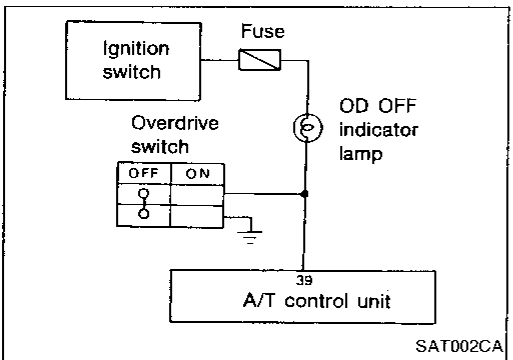 Fuse
Ignition
switch
OD OFF
indicator
lamp
Overdrive
switch
OFF ON
39
A/T control unit
SAT002CA